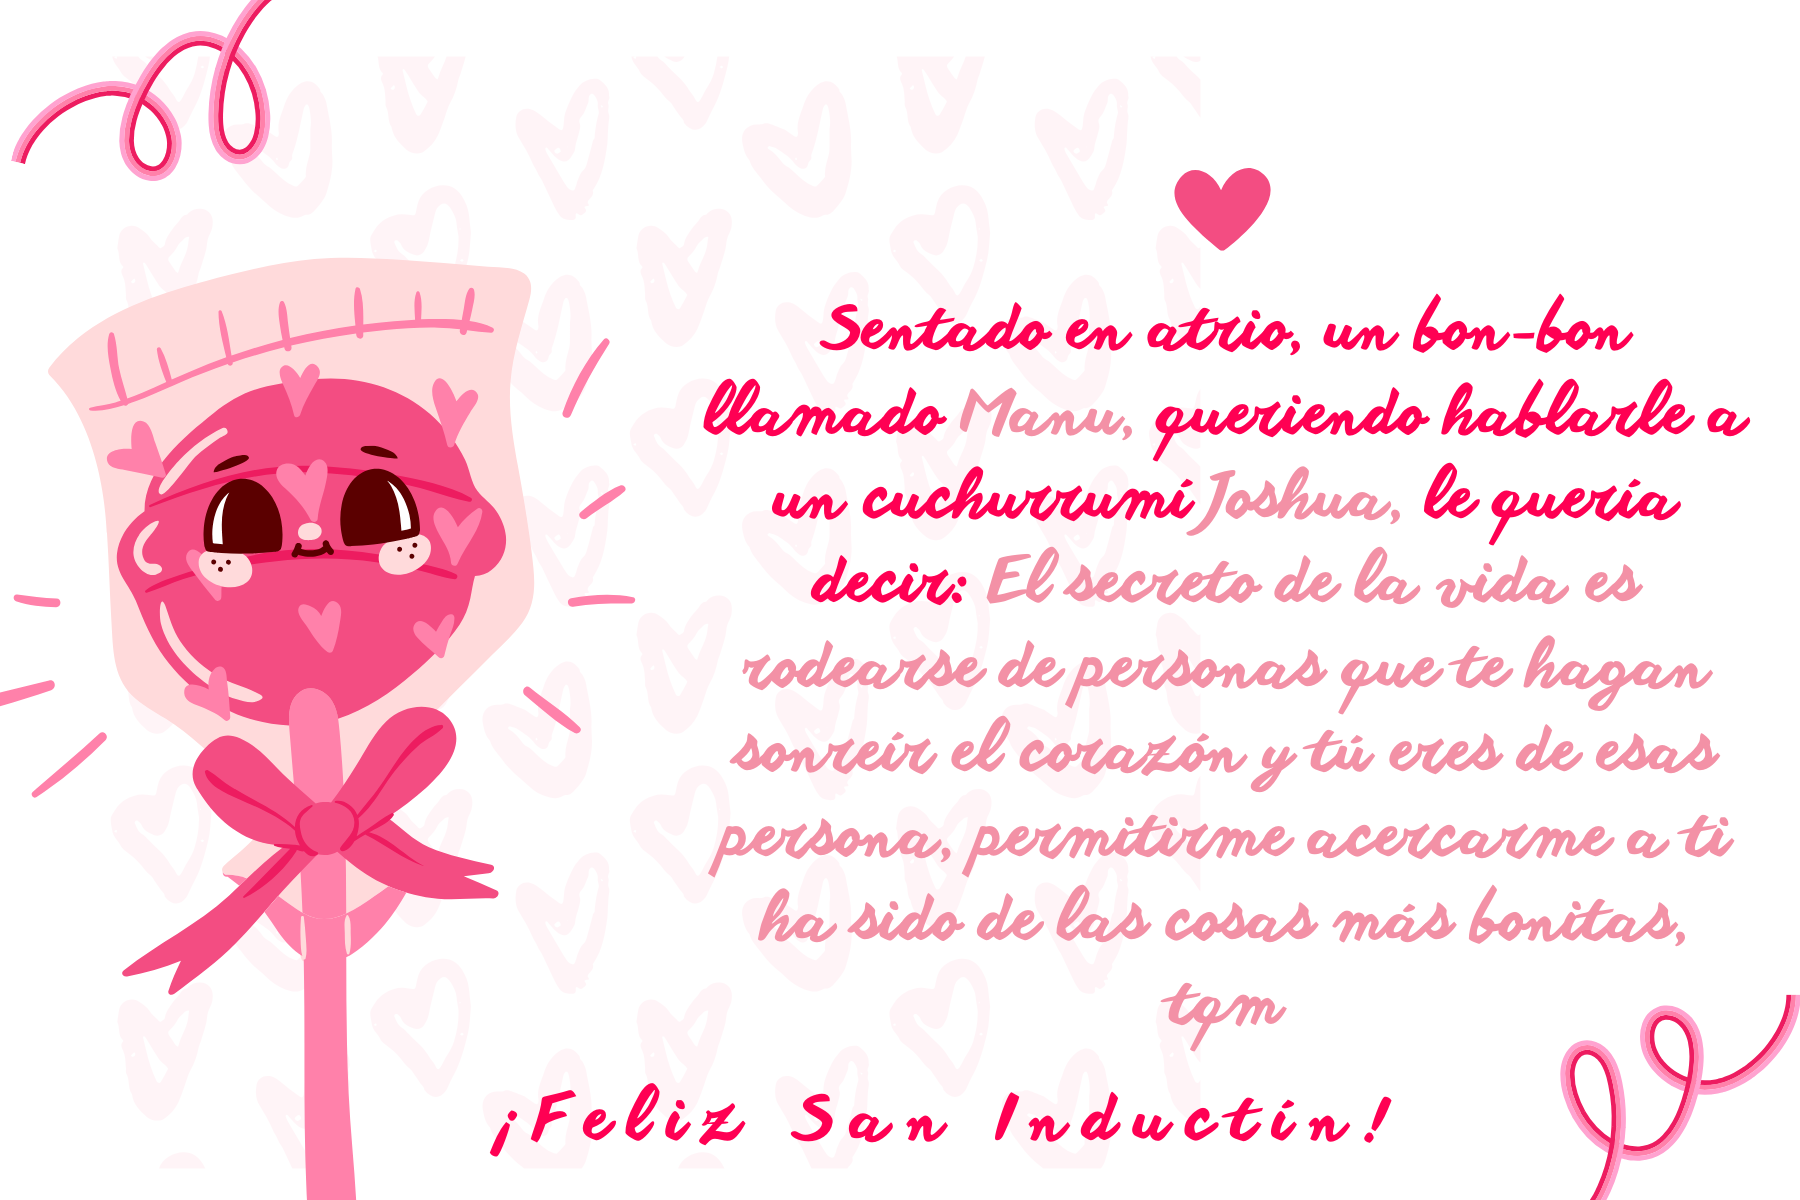 Sentado en atrio, un bon-bon
llamado Manu, queriendo hablarle a
un cuchurrumí Joshua, le quería
decir: El secreto de la vida es
rodearse de personas que te hagan
sonreír el corazón y tú eres de esas
persona, permitirme acercarme a ti
ha sido de las cosas más bonitas,
tqm
¡Feliz San Inductín!